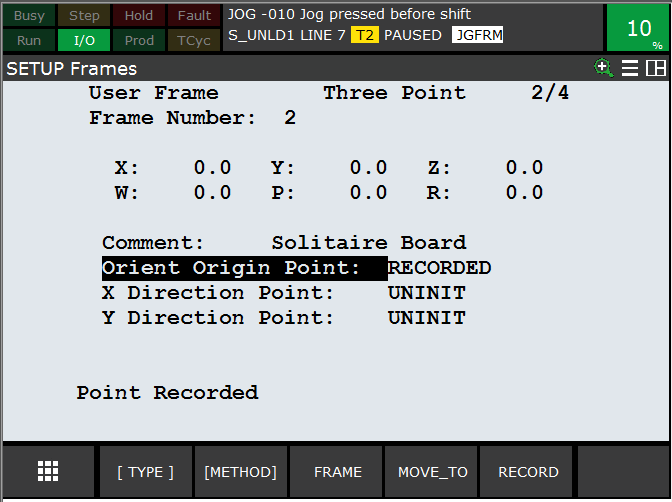 Busy Step Hold Fault JOG -010 Jog pressed before shift
Run I/O Prod TCyc S_UNLD1 LINE 7 T2 PAUSED JGFRM
10 %
SETUP Frames
User Frame Three Point 2/4
Frame Number: 2
X: 0.0 Y: 0.0 Z: 0.0
W: 0.0 P: 0.0 R: 0.0
Comment: Solitaire Board
Orient Origin Point: RECORDED
X Direction Point: UNINIT
Y Direction Point: UNINIT
Point Recorded
[ TYPE ] [METHOD] FRAME MOVE_TO RECORD